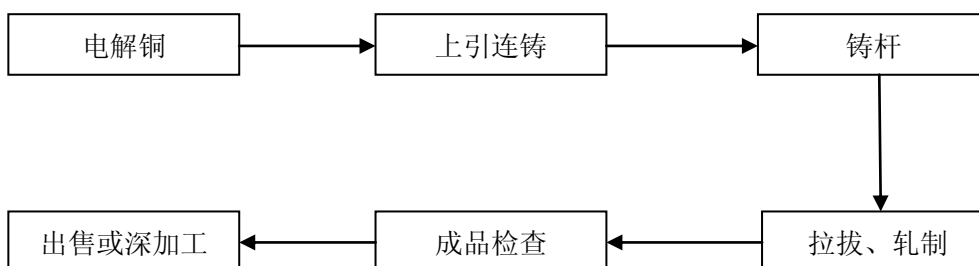 电解铜
上引连铸
铸杆
拉拔、轧制
成品检查
出售或深加工